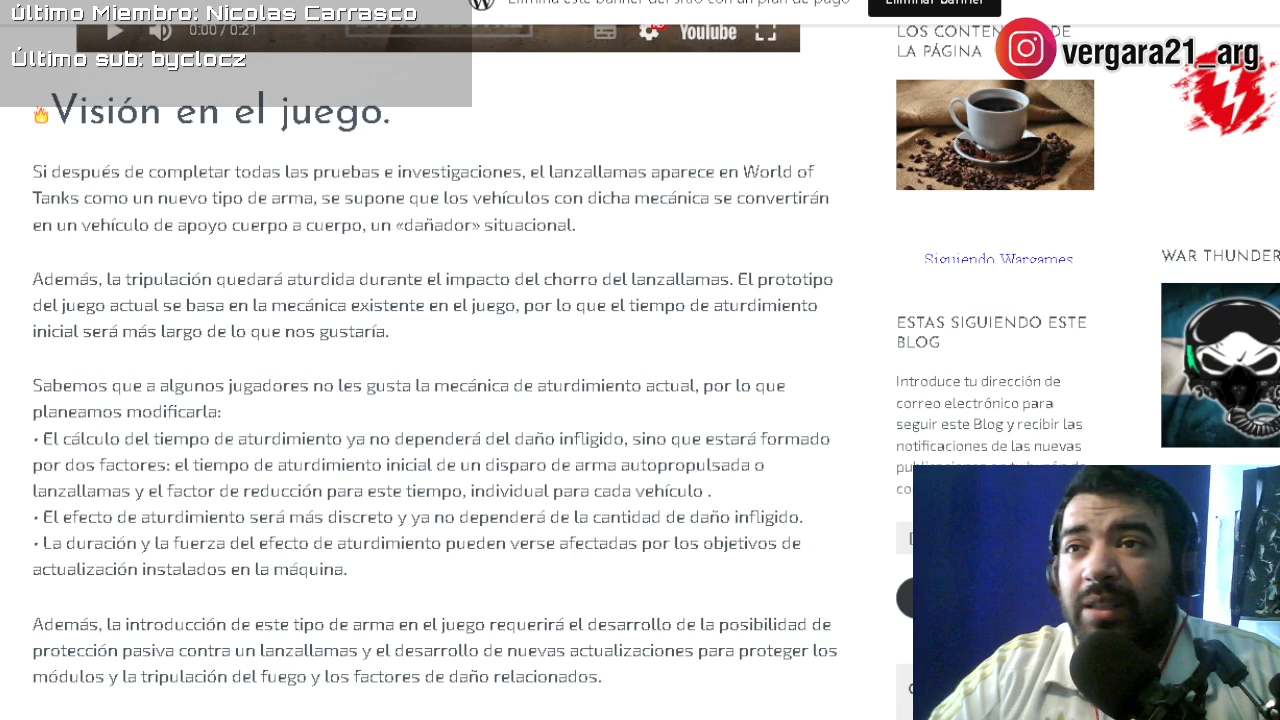 Último Miembro: Nicolas Carrasco
Elimina este banner del sitio con un plan de pago
Eliminar banner
0:00 / 0:21
YouTube
Último sub: byclocz
LOS CONTEN DE
LA PÁGINA
vergara21_arg
Visión en el juego.
Si después de completar todas las pruebas e investigaciones, el lanzallamas aparece en World of
Tanks como un nuevo tipo de arma, se supone que los vehículos con dicha mecánica se convertirán
en un vehículo de apoyo cuerpo a cuerpo, un «dañador» situacional.
Además, la tripulación quedará aturdida durante el impacto del chorro del lanzallamas. El prototipo
del juego actual se basa en la mecánica existente en el juego, por lo que el tiempo de aturdimiento
inicial será más largo de lo que nos gustaría.
Sabemos que a algunos jugadores no les gusta la mecánica de aturdimiento actual, por lo que
planeamos modificarla:
• El cálculo del tiempo de aturdimiento ya no dependerá del daño infligido, sino que estará formado
por dos factores: el tiempo de aturdimiento inicial de un disparo de arma autopropulsada o
lanzallamas y el factor de reducción para este tiempo, individual para cada vehículo .
• El efecto de aturdimiento será más discreto y ya no dependerá de la cantidad de daño infligido.
• La duración y la fuerza del efecto de aturdimiento pueden verse afectadas por los objetivos de
actualización instalados en la máquina.
Además, la introducción de este tipo de arma en el juego requerirá el desarrollo de la posibilidad de
protección pasiva contra un lanzallamas y el desarrollo de nuevas actualizaciones para proteger los
módulos y la tripulación del fuego y los factores de daño relacionados.
Siguiendo Wargames
WAR THUNDER
ESTAS SIGUIENDO ESTE
BLOG
Introduce tu dirección de
correo electrónico para
seguir este Blog y recibir las
notificaciones de las nuevas